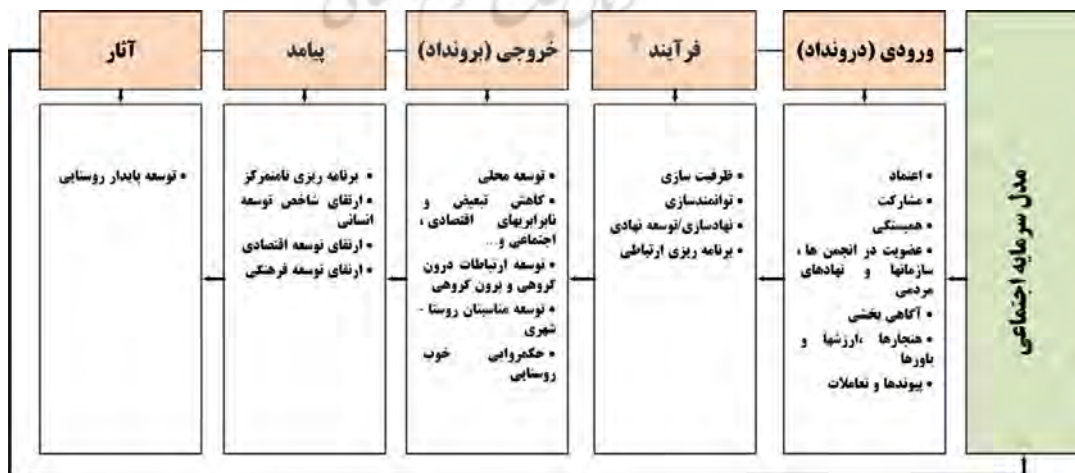 مدل سرمایه اجتماعی
ورودی (درونداد)
• اعتماد
• مشارکت
• همبستگی
• عضویت در انجمن ها ،
سازمانها و نهادهای
مردمی
• آگاهی بخشی
• هنجارها ،ارزشها و
باورها
• پیوندها و تعاملات
فرآیند
• ظرفیت سازی
• توانمندسازی
• نهادسازی/توسعه نهادی
• برنامه ریزی ارتباطی
خروجی (برونداد)
• توسعه محلی
• کاهش تبعیض و
نابرابریهای اقتصادی ،
اجتماعی و...
• توسعه ارتباطات درون
گروهی و برون گروهی
• توسعه مناسبتان روستا -
شهری
• حکمروایی خوب
روستایی
پیامد
• برنامه ریزی نامتمرکز
• ارتقای شاخص توسعه
انسانی
• ارتقای توسعه اقتصادی
• ارتقای توسعه فرهنگی
آثار
• توسعه پایدار روستایی